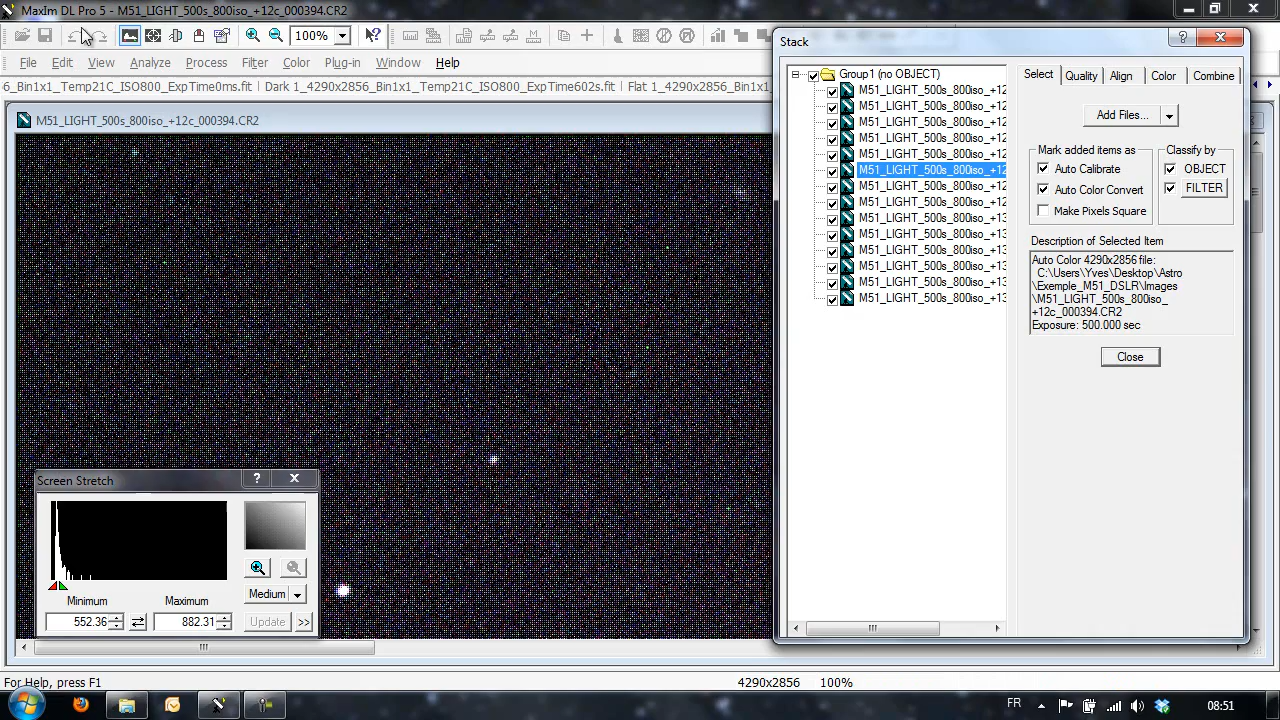 MaxIm DL Pro 5 - M51_LIGHT_500s_800iso_+12c_000394.CR2
100%
File Edit View Analyze Process Filter Color Plug-in Window Help
6_Bin1x1_Temp21C_ISO800_ExpTime0ms.fit Dark 1_4290x2856_Bin1x1_Temp21C_ISO800_ExpTime602s.fit Flat 1_4290x2856_Bin1x
M51_LIGHT_500s_800iso_+12c_000394.CR2
Stack
Group1 (no OBJECT)
M51_LIGHT_500s_800iso_+12
M51_LIGHT_500s_800iso_+12
M51_LIGHT_500s_800iso_+12
M51_LIGHT_500s_800iso_+12
M51_LIGHT_500s_800iso_+12
M51_LIGHT_500s_800iso_+12
M51_LIGHT_500s_800iso_+12
M51_LIGHT_500s_800iso_+12
M51_LIGHT_500s_800iso_+13
M51_LIGHT_500s_800iso_+13
M51_LIGHT_500s_800iso_+13
M51_LIGHT_500s_800iso_+13
M51_LIGHT_500s_800iso_+13
M51_LIGHT_500s_800iso_+13
Select Quality Align Color Combine
Add Files...
Mark added items as
Auto Calibrate
Auto Color Convert
Make Pixels Square
Classify by
OBJECT
FILTER
Description of Selected Item
Auto Color 4290x2856 file:
C:\Users\Yves\Desktop\Astro
\Exemple_M51_DSLR\Images
\M51_LIGHT_500s_800iso_
+12c_000394.CR2
Exposure: 500.000 sec
Close
Screen Stretch
Medium
Minimum Maximum
552.36 882.31 Update >>
For Help, press F1
4290x2856 100%
FR 08:51